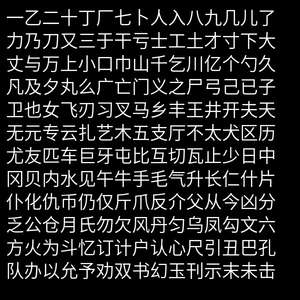 一乙二十丁厂七卜人入八九几儿了
力乃刀又三于干亏士工土才寸下大
丈与万上小口巾山千乞川亿个勺久
凡及夕丸么广亡门义之尸弓己已子
卫也女飞刃习叉马乡丰王井开夫天
无元专云扎艺木五支厅不太犬区历
尤友匹车巨牙屯比互切瓦止少日中
冈贝内水见午牛手毛气升长仁什片
仆化仇币仍仅斤爪反介父从今凶分
乏公仓月氏勿欠风丹匀乌凤勾文六
方火为斗忆订计户认心尺引丑巴孔
队办以允予劝双书幻玉刊示末未击